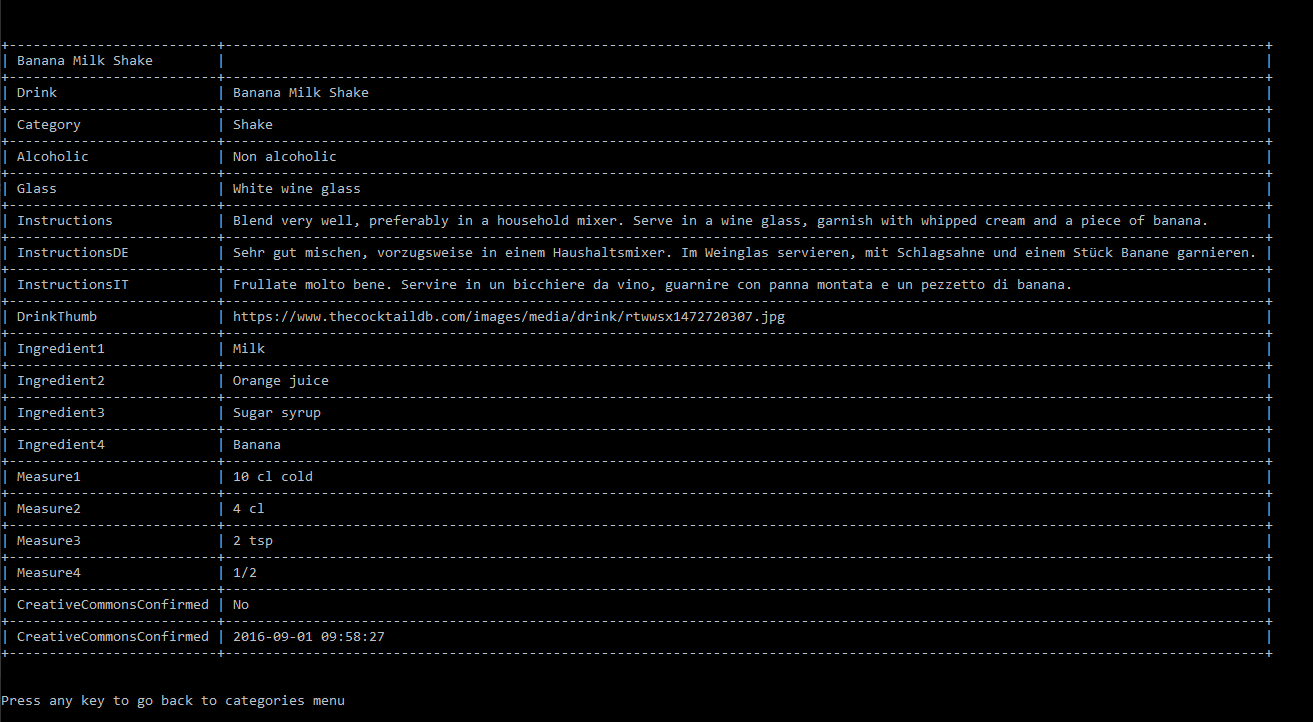 Banana Milk Shake
Drink Banana Milk Shake
Category Shake
Alcoholic Non alcoholic
Glass White wine glass
Instructions Blend very well, preferably in a household mixer. Serve in a wine glass, garnish with whipped cream and a piece of banana.
InstructionsDE Sehr gut mischen, vorzugsweise in einem Haushaltsmixer. Im Weinglas servieren, mit Schlagsahne und einem Stück Banane garnieren.
InstructionsIT Frullate molto bene. Servire in un bicchiere da vino, guarnire con panna montata e un pezzetto di banana.
DrinkThumb https://www.thecocktaildb.com/images/media/drink/rtwwsx1472720307.jpg
Ingredient1 Milk
Ingredient2 Orange juice
Ingredient3 Sugar syrup
Ingredient4 Banana
Measure1 10 cl cold
Measure2 4 cl
Measure3 2 tsp
Measure4 1/2
CreativeCommonsConfirmed No
CreativeCommonsConfirmed 2016-09-01 09:58:27
Press any key to go back to categories menu